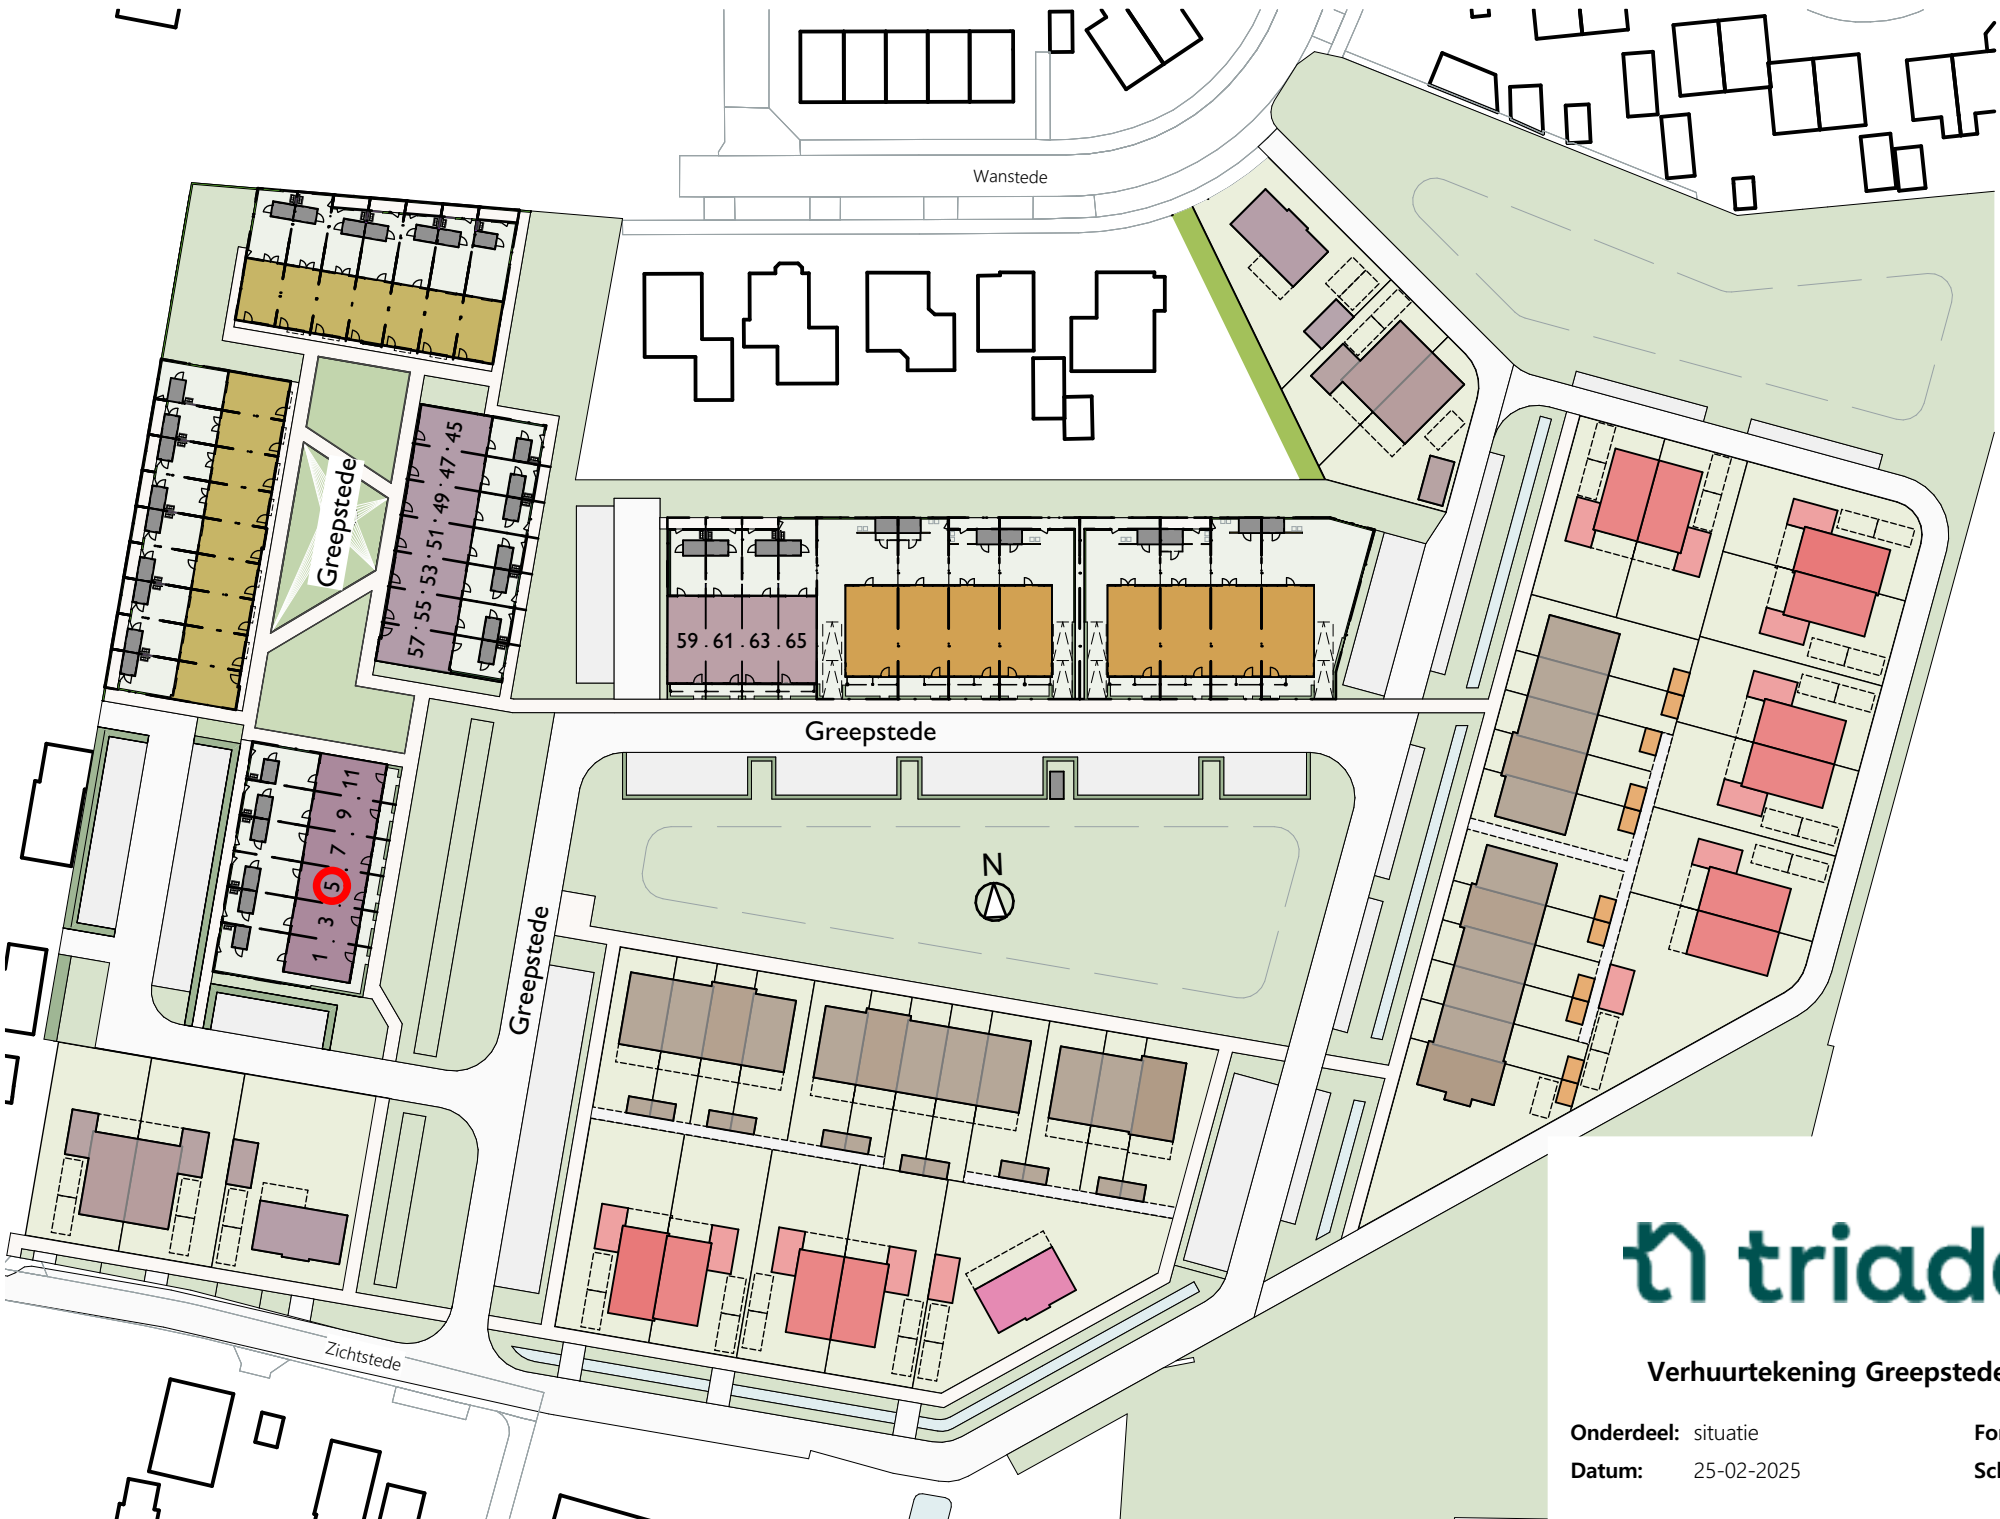 Wanstede
57 . 55 . 53 . 51 . 49 . 47 . 45
Greepstede
59 . 61 . 63 . 65
Greepstede
1 . 3 . 5 . 7 . 9 . 11
N
Greepstede
Zichtstede
triade
Verhuurtekening Greepstede
Onderdeel: situatie
Datum: 25-02-2025